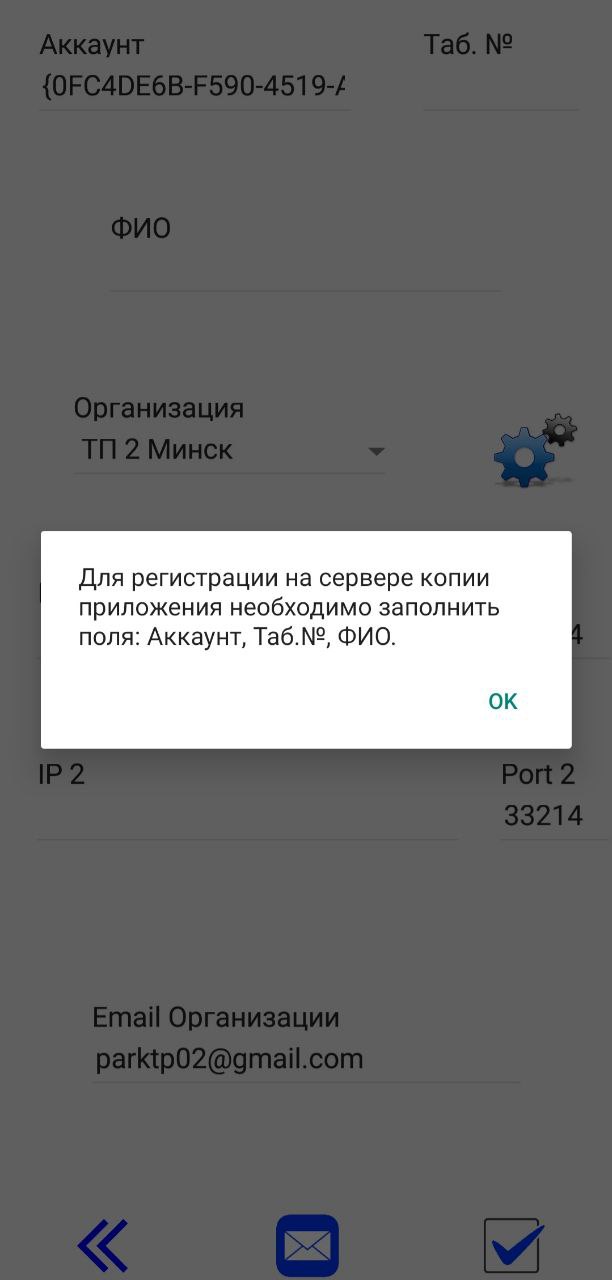 Аккаунт
Таб. №
{0FC4DE6B-F590-4519-A
ФИО
Организация
ТП 2 Минск
Для регистрации на сервере копии
приложения необходимо заполнить
поля: Аккаунт, Таб.№, ФИО.
4
OK
IP 2
Port 2
33214
Email Организации
parktp02@gmail.com